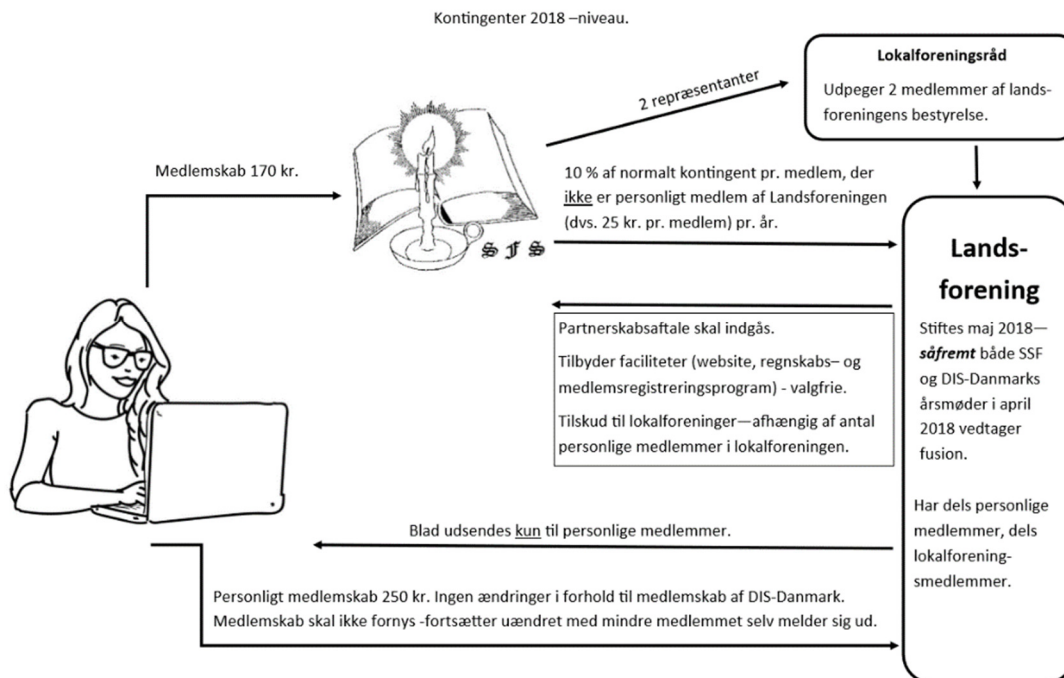 Kontingenter 2018 –niveau.
Lokalforeningsråd
Udpeger 2 medlemmer af lands-
foreningens bestyrelse.
2 repræsentanter
Medlemskab 170 kr.
10 % af normalt kontingent pr. medlem, der
ikke er personligt medlem af Landsforeningen
(dvs. 25 kr. pr. medlem) pr. år.
S F S
Lands-
forening
Stiftes maj 2018—
såfremt både SSF
og DIS-Danmarks
årsmøder i april
2018 vedtager
fusion.
Har dels personlige
medlemmer, dels
lokalforening-
smedlemmer.
Partnerskabsaftale skal indgås.
Tilbyder faciliteter (website, regnskabs– og
medlemsregistreringsprogram) - valgfrie.
Tilskud til lokalforeninger—afhængig af antal
personlige medlemmer i lokalforeningen.
Blad udsendes kun til personlige medlemmer.
Personligt medlemskab 250 kr. Ingen ændringer i forhold til medlemskab af DIS-Danmark.
Medlemskab skal ikke fornys -fortsætter uændret med mindre medlemmet selv melder sig ud.